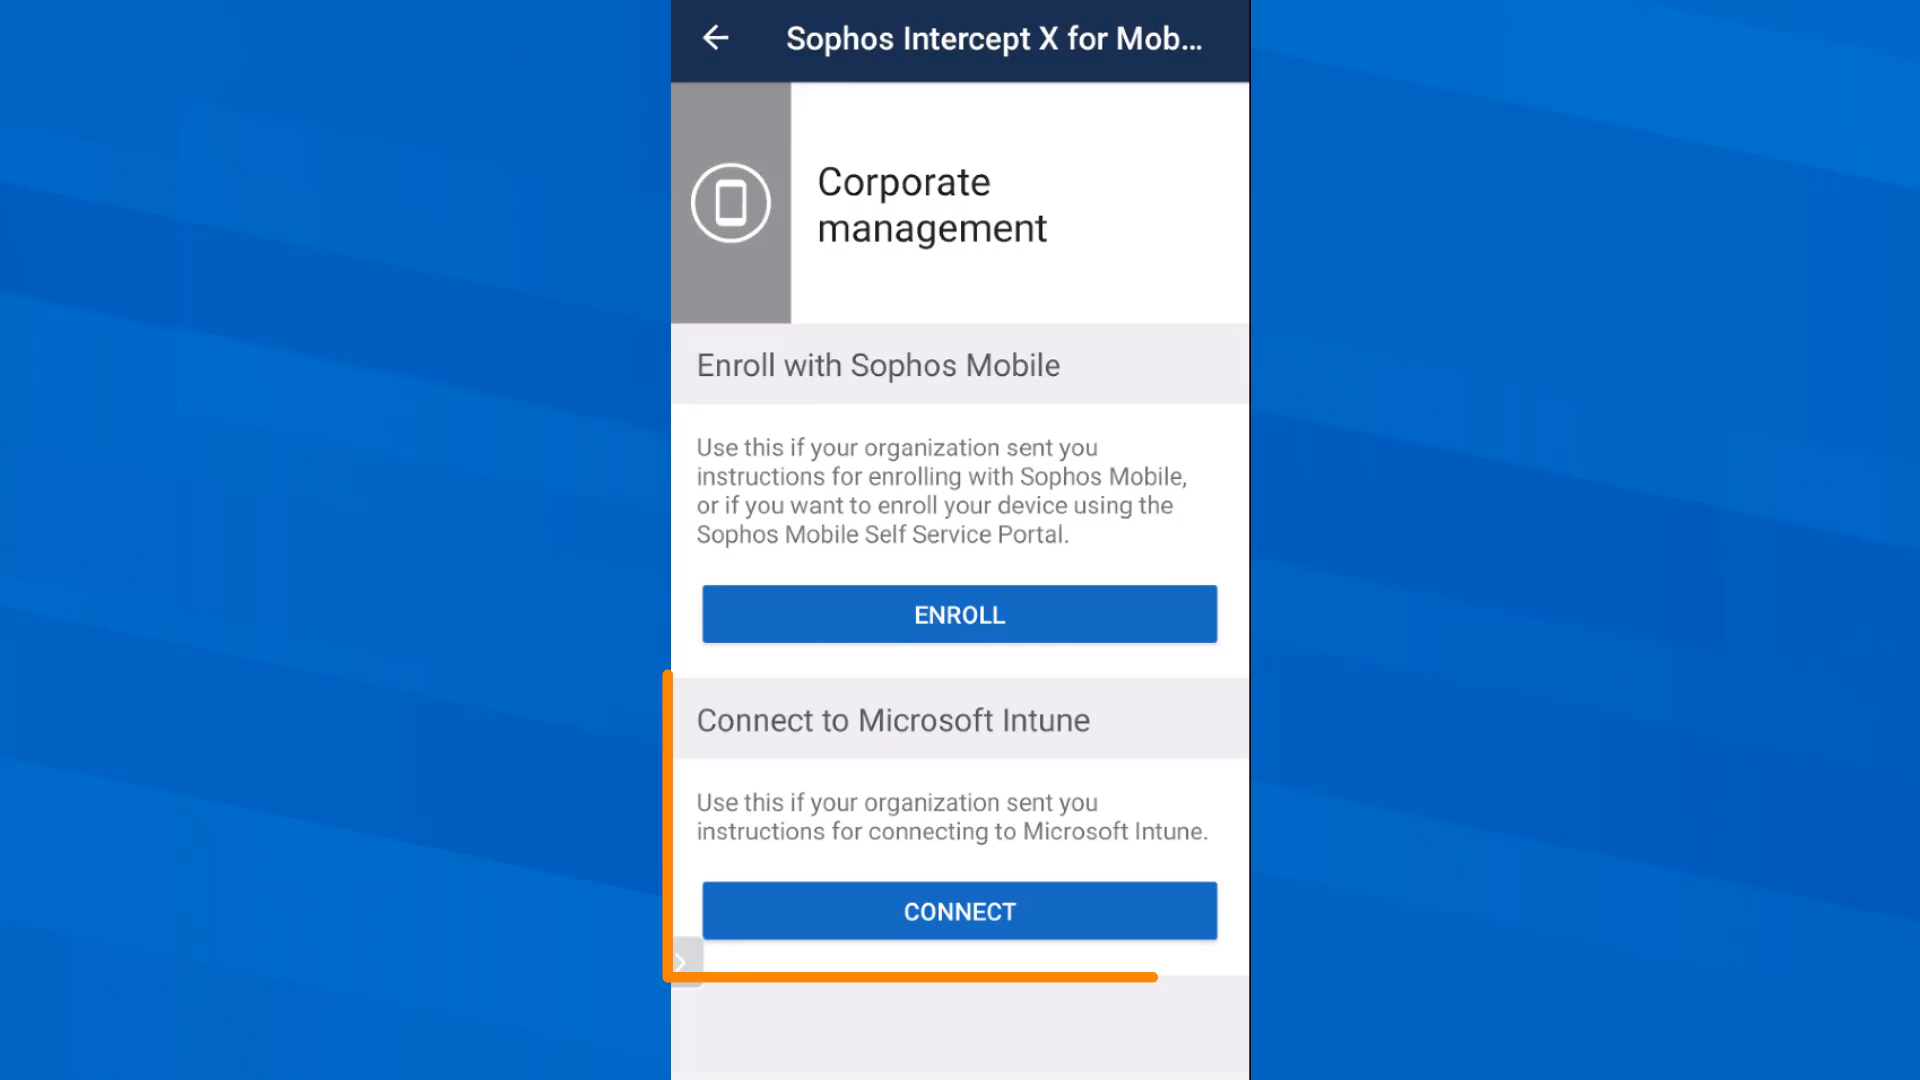 Sophos Intercept X for Mob...
Corporate
management
Enroll with Sophos Mobile
Use this if your organization sent you
instructions for enrolling with Sophos Mobile,
or if you want to enroll your device using the
Sophos Mobile Self Service Portal.
ENROLL
Connect to Microsoft Intune
Use this if your organization sent you
instructions for connecting to Microsoft Intune.
CONNECT